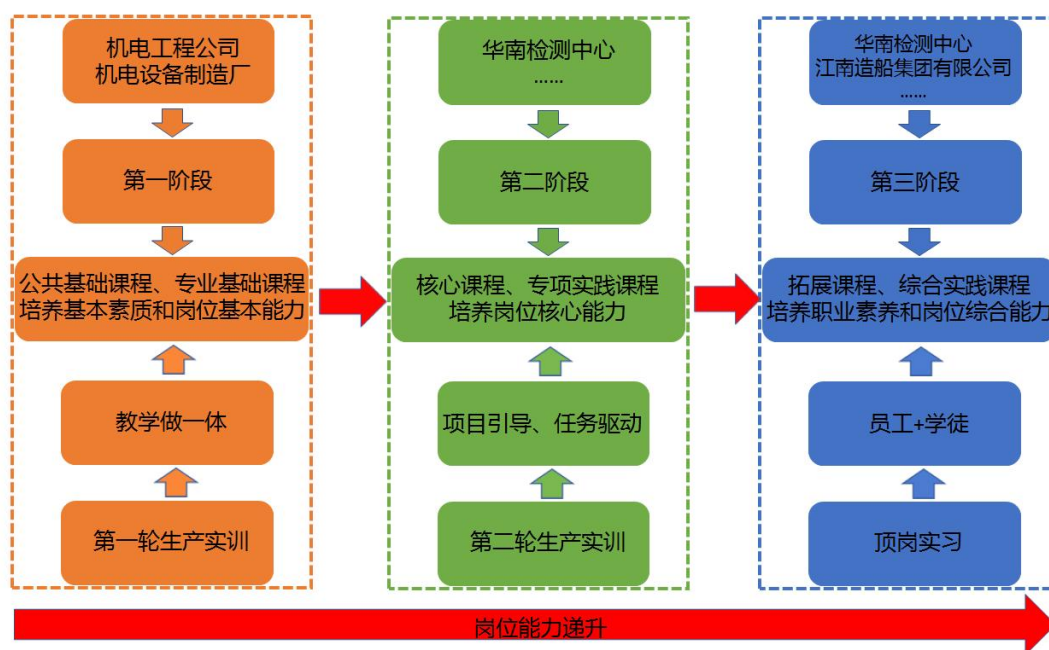 机电工程公司
机电设备制造厂
第一阶段
公共基础课程、专业基础课程
培养基本素质和岗位基本能力
教学做一体
第一轮生产实训
华南检测中心
……
第二阶段
核心课程、专项实践课程
培养岗位核心能力
项目引导、任务驱动
第二轮生产实训
华南检测中心
江南造船集团有限公司
……
第三阶段
拓展课程、综合实践课程
培养职业素养和岗位综合能力
员工+学徒
顶岗实习
岗位能力递升